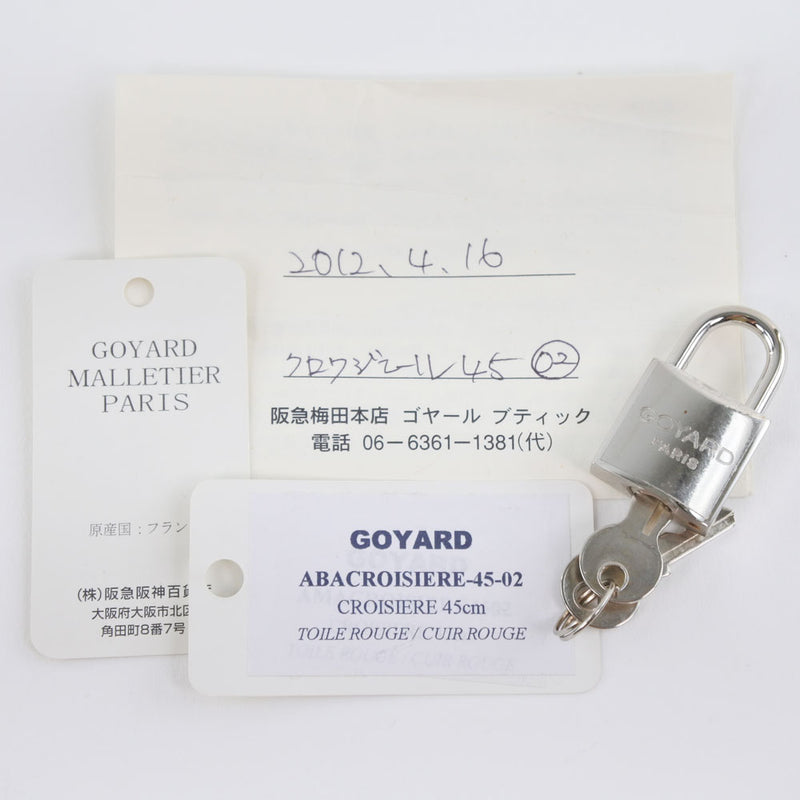 2012、4、16
クロワジエール 45 02
阪急梅田本店 ゴヤール ブティック
電話 06－6361－1381(代)
GOYARD
MALLETIER
PARIS
原産国：フラン
(株)阪急阪神百貨
大阪府大阪市北区
角田町8番7号
GOYARD
ABACROISIERE-45-02
CROISIERE 45cm
TOILE ROUGE / CUIR ROUGE
GOYARD
PARIS